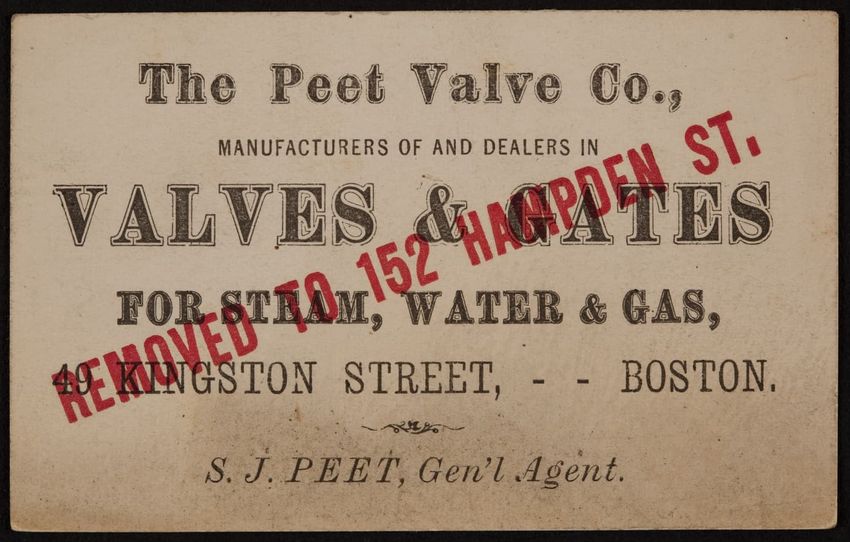 The Peet Valve Co.,
MANUFACTURERS OF AND DEALERS IN
VALVES & GATES
FOR STEAM, WATER & GAS,
49 KINGSTON STREET, - - BOSTON.
S. J. PEET, Gen'l Agent.
REMOVED TO 152 HAMPDEN ST.